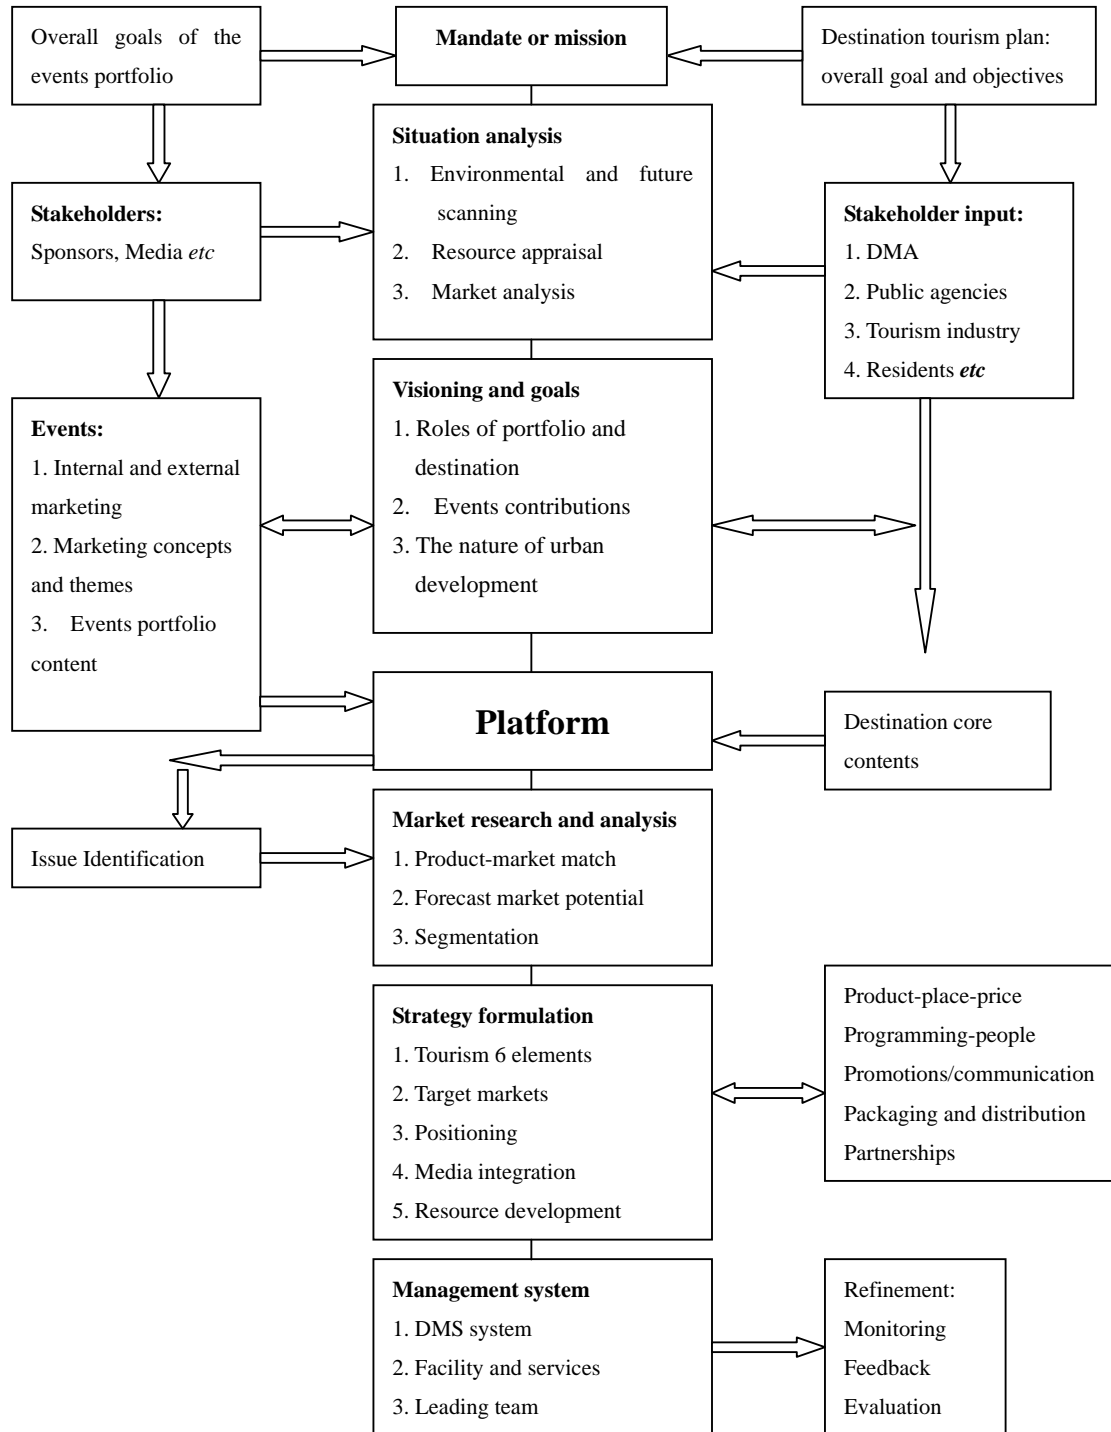 Overall goals of the
events portfolio
Mandate or mission
Destination tourism plan:
overall goal and objectives
Situation analysis
1. Environmental and future
scanning
2. Resource appraisal
3. Market analysis
Stakeholders:
Sponsors, Media etc
Stakeholder input:
1. DMA
2. Public agencies
3. Tourism industry
4. Residents etc
Visioning and goals
1. Roles of portfolio and
destination
2. Events contributions
3. The nature of urban
development
Events:
1. Internal and external
marketing
2. Marketing concepts
and themes
3. Events portfolio
content
Platform
Destination core
contents
Issue Identification
Market research and analysis
1. Product-market match
2. Forecast market potential
3. Segmentation
Strategy formulation
1. Tourism 6 elements
2. Target markets
3. Positioning
4. Media integration
5. Resource development
Product-place-price
Programming-people
Promotions/communication
Packaging and distribution
Partnerships
Management system
1. DMS system
2. Facility and services
3. Leading team
Refinement:
Monitoring
Feedback
Evaluation